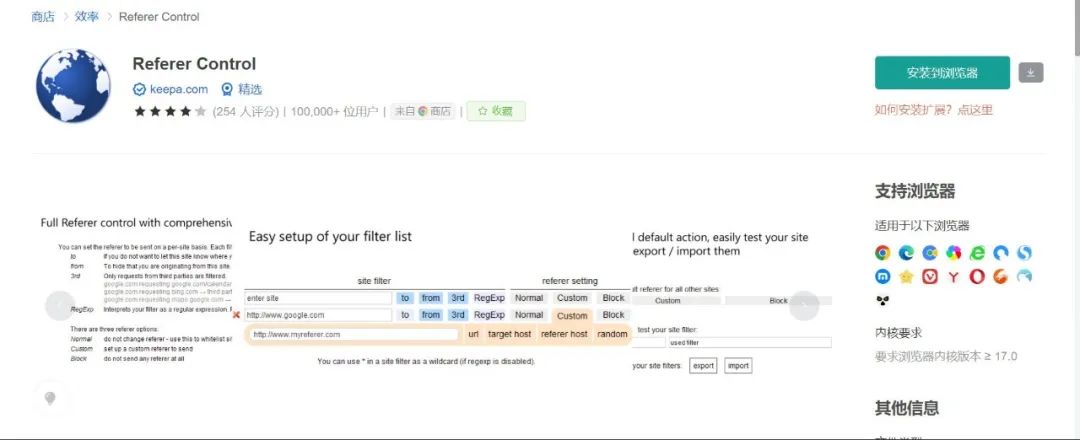 商店 > 效率 > Referer Control
Referer Control
keepa.com 精选
(254 人评分) | 100,000+ 位用户 | 来自 商店 | 收藏
安装到浏览器
如何安装扩展？点这里
Full Referer control with comprehensiv
You can set the referer to be sent on a per-site basis. Each filt
to If you do not want to let this site know where y
from To hide that you are originating from this site.
3rd Only requests from third parties are filtered.
google.com requesting google.com/calendar
google.com requesting bing.com → third part
google.com requesting maps.google.com →
RegExp Interprets your filter as a regular expression. f
There are three referer options:
Normal do not change referer - use this to whitelist si
Custom set up a custom referer to send
Block do not send any referer at all
Easy setup of your filter list
site filter referer setting
enter site to from 3rd RegExp Normal Custom Block
http://www.google.com to from 3rd RegExp Normal Custom Block
http://www.myreferer.com url target host referer host random
You can use * in a site filter as a wildcard (if regexp is disabled).
l default action, easily test your site
export / import them
ut referer for all other sites
Custom Block
test your site filter:
used filter
your site filters: export import
支持浏览器
适用于以下浏览器
内核要求
要求浏览器内核版本 ≥ 17.0
其他信息